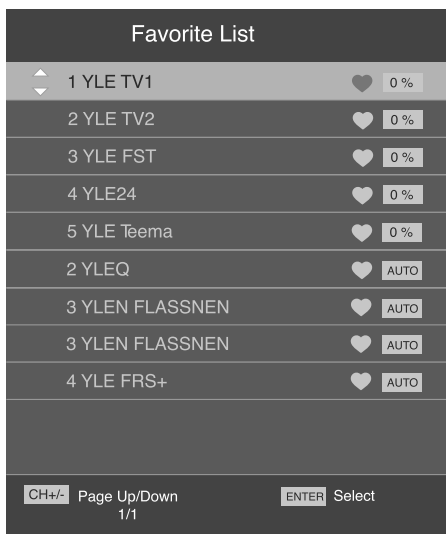 Favorite List
1 YLE TV1 0 %
2 YLE TV2 0 %
3 YLE FST 0 %
4 YLE24 0 %
5 YLE Teema 0 %
2 YLEQ AUTO
3 YLEN FLASSNEN AUTO
3 YLEN FLASSNEN AUTO
4 YLE FRS+ AUTO
CH+/- Page Up/Down ENTER Select
1/1